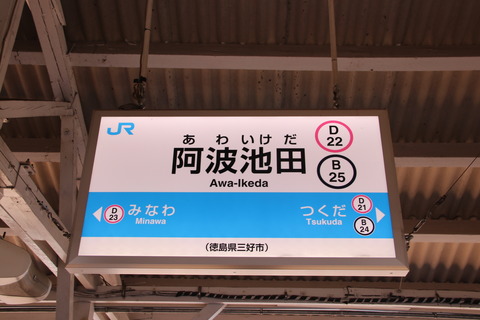 JR
あわいけだ
阿波池田
Awa-Ikeda
D
22
B
25
D
23
みなわ
Minawa
つくだ
Tsukuda
D
21
B
24
(徳島県三好市)